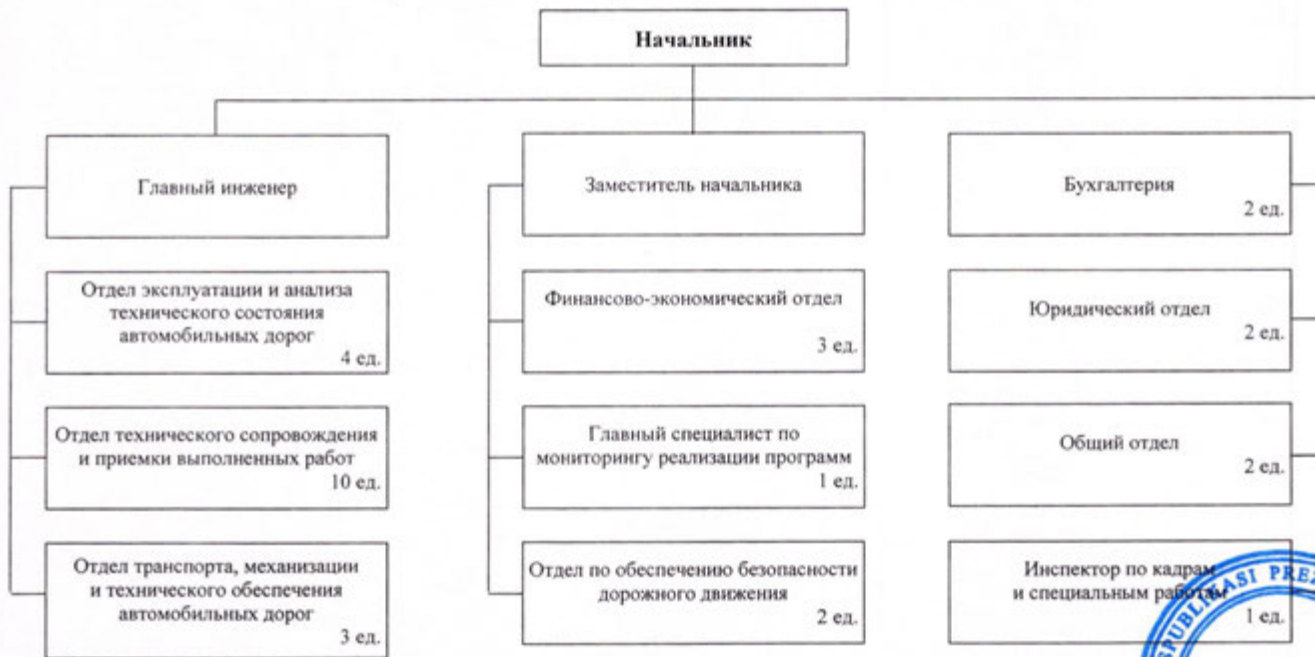 Начальник
Главный инженер
Заместитель начальника
Бухгалтерия
2 ед.
Отдел эксплуатации и анализа
технического состояния
автомобильных дорог
4 ед.
Финансово-экономический отдел
3 ед.
Юридический отдел
2 ед.
Отдел технического сопровождения
и приемки выполненных работ
10 ед.
Главный специалист по
мониторингу реализации программ
1 ед.
Общий отдел
2 ед.
Отдел транспорта, механизации
и технического обеспечения
автомобильных дорог
3 ед.
Отдел по обеспечению безопасности
дорожного движения
2 ед.
Инспектор по кадрам
и специальным работам
1 ед.